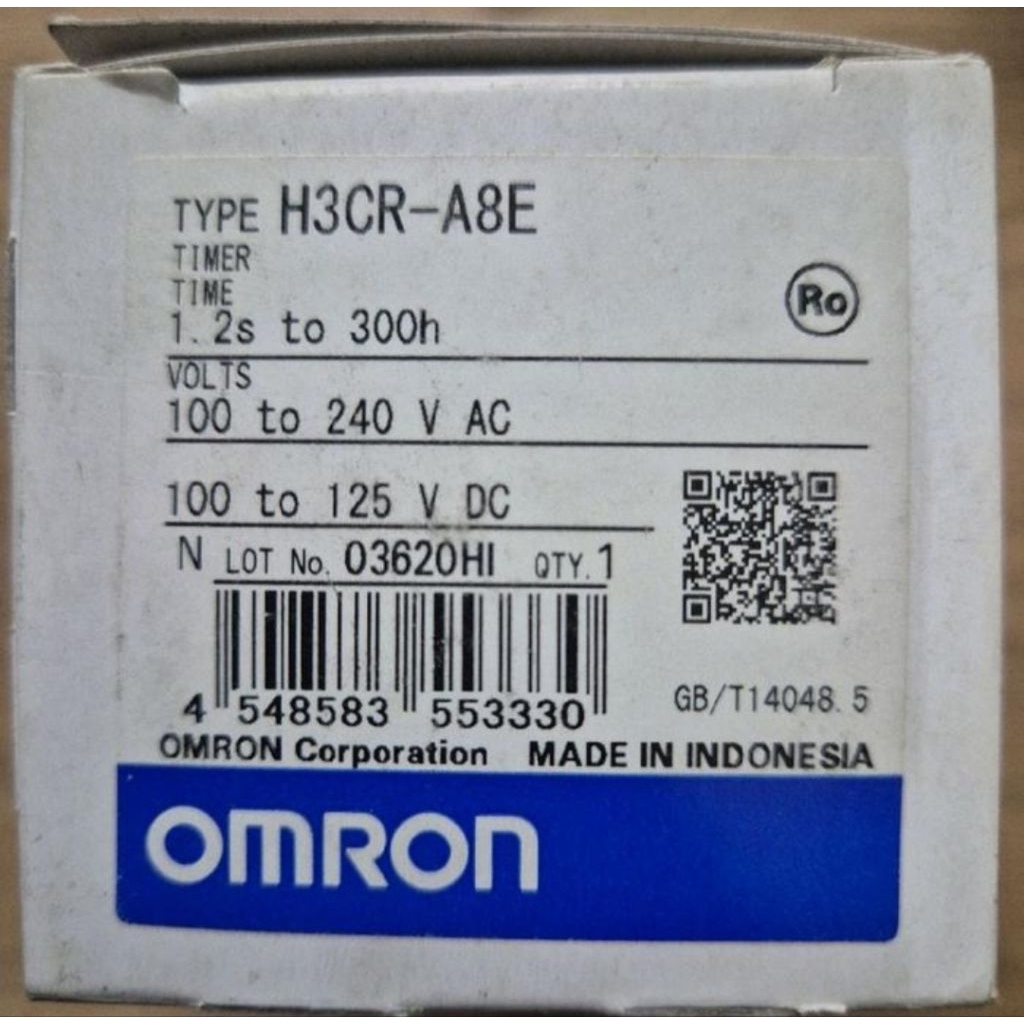 TYPE H3CR-A8E
TIMER
TIME
1.2s to 300h
Ro
VOLTS
100 to 240 V AC
100 to 125 V DC
N LOT No. 03620HI QTY.1
4 548583 553330
GB/T14048.5
OMRON Corporation MADE IN INDONESIA
OMRON